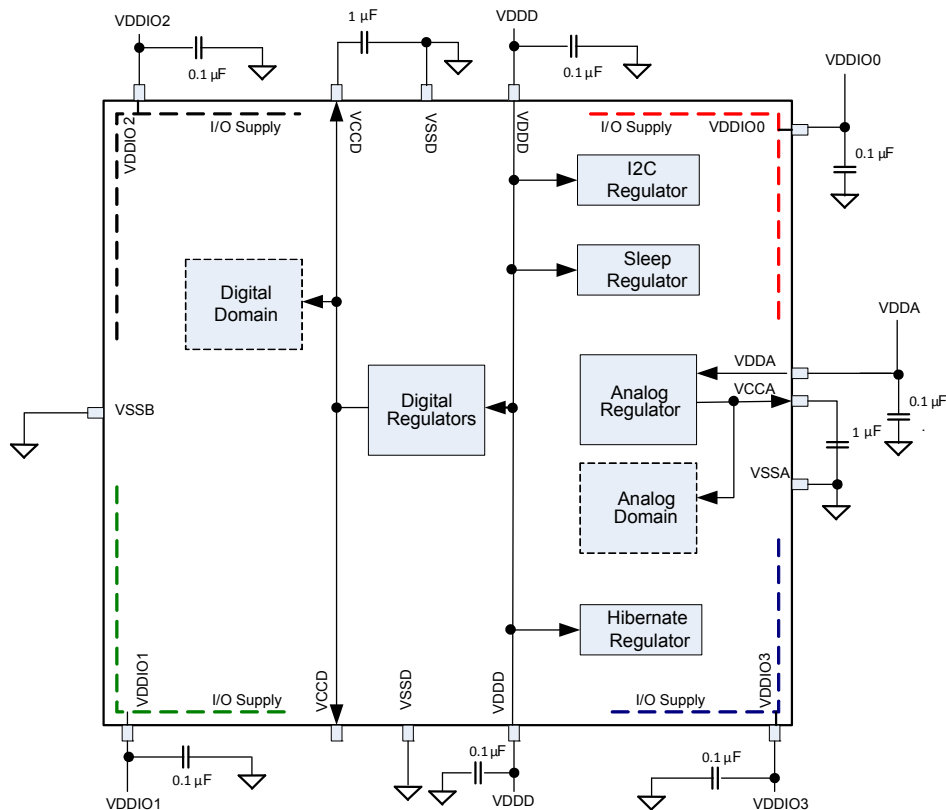 VDDIO2
0.1 µF
1 µF
VDDD
0.1 µF
VDDIO0
0.1 µF
VDDIO2
I/O Supply
VCCD
VSSD
VDDD
I/O Supply
VDDIO0
I2C
Regulator
Sleep
Regulator
Digital
Domain
VDDA
VDDA
VCCA
0.1 µF
.
Analog
Regulator
1 µF
Digital
Regulators
VSSB
VSSA
Analog
Domain
Hibernate
Regulator
VDDIO1
I/O Supply
VCCD
VSSD
VDDD
I/O Supply
VDDIO3
0.1 µF
VDDIO1
0.1 µF
VDDD
0.1 µF
VDDIO3